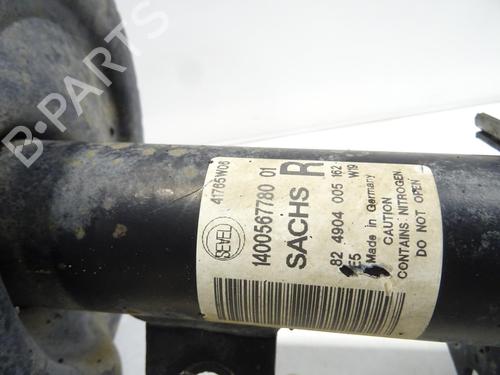 B-PARTS
41765W06
SEVEL
1400567780 01
SACHS R
82 4904 005 162
E5 W19
Made in Germany
CAUTION
CONTAINS: NITROGEN
DO NOT OPEN